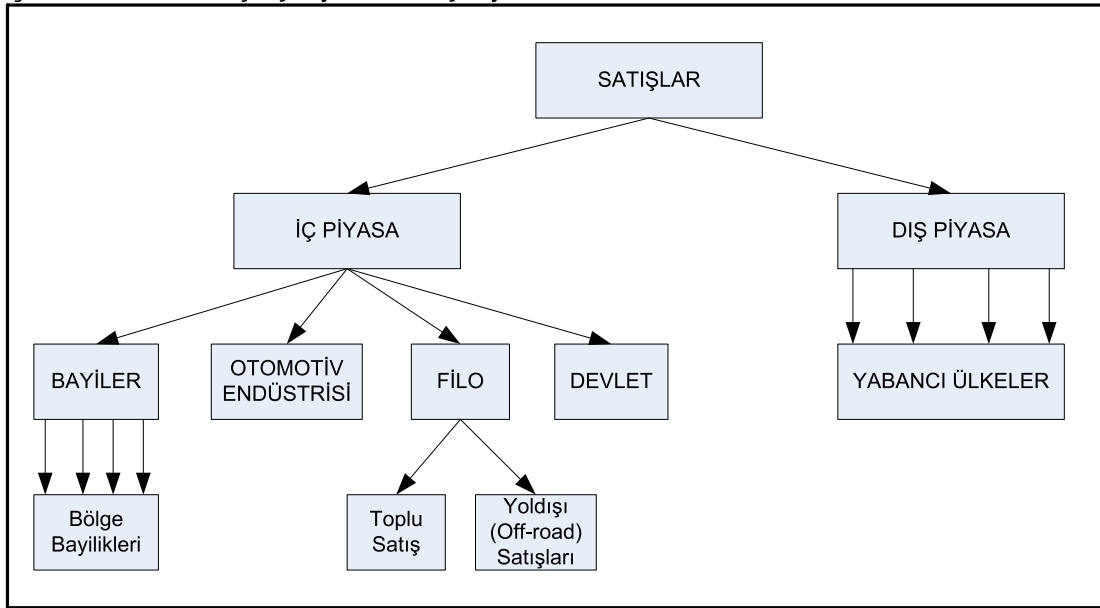 SATIŞLAR
İÇ PİYASA
DIŞ PİYASA
BAYİLER
OTOMOTİV
ENDÜSTRİSİ
FİLO
DEVLET
YABANCI ÜLKELER
Bölge
Bayilikleri
Toplu
Satış
Yoldışı
(Off-road)
Satışları